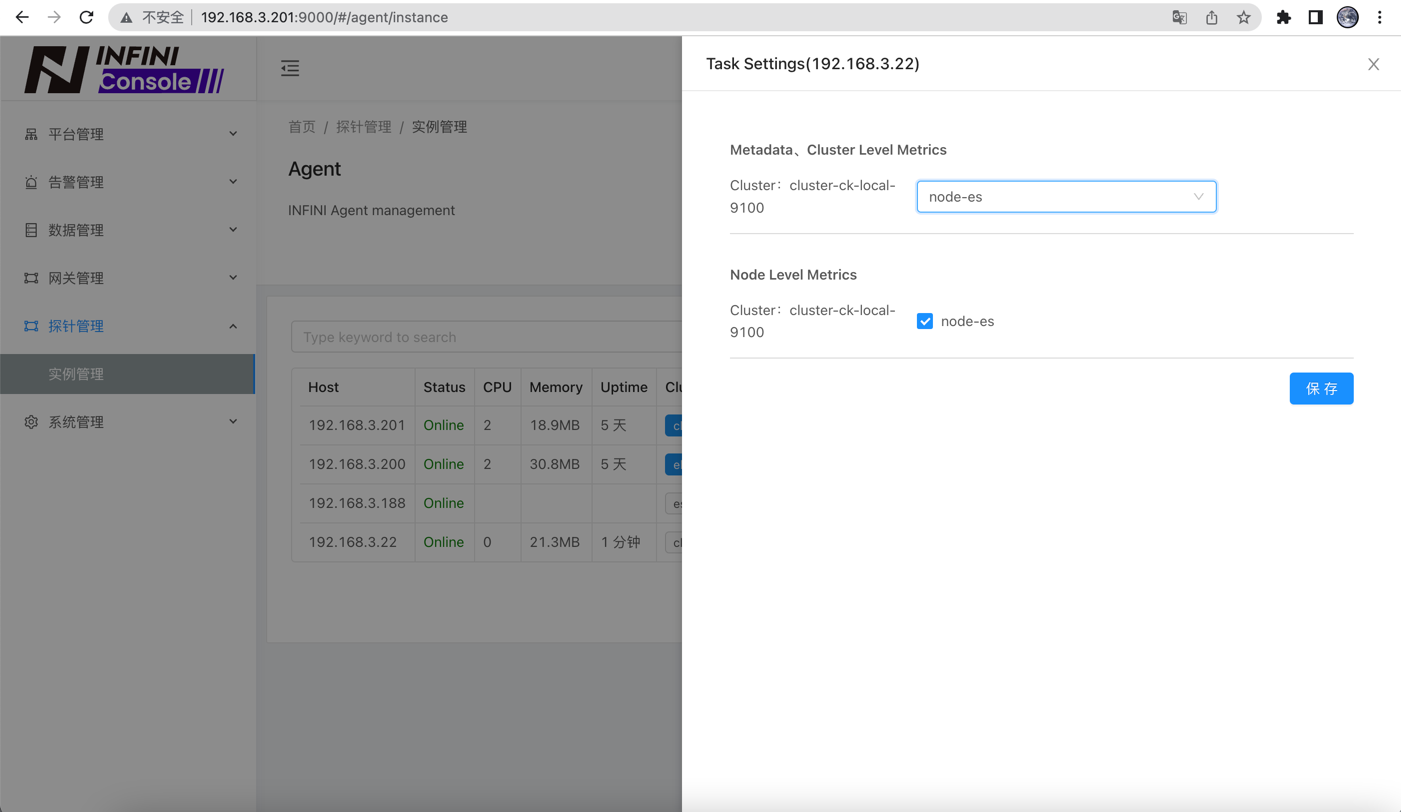 不安全 192.168.3.201:9000/#/agent/instance
INFINI
Console
平台管理
告警管理
数据管理
网关管理
探针管理
实例管理
系统管理
首页 / 探针管理 / 实例管理
Agent
INFINI Agent management
Type keyword to search
Host Status CPU Memory Uptime Clu
192.168.3.201 Online 2 18.9MB 5 天 cl
192.168.3.200 Online 2 30.8MB 5 天 el
192.168.3.188 Online es
192.168.3.22 Online 0 21.3MB 1 分钟 cl
Task Settings(192.168.3.22)
Metadata、Cluster Level Metrics
Cluster：cluster-ck-local-
9100
node-es
Node Level Metrics
Cluster：cluster-ck-local-
9100
node-es
保 存